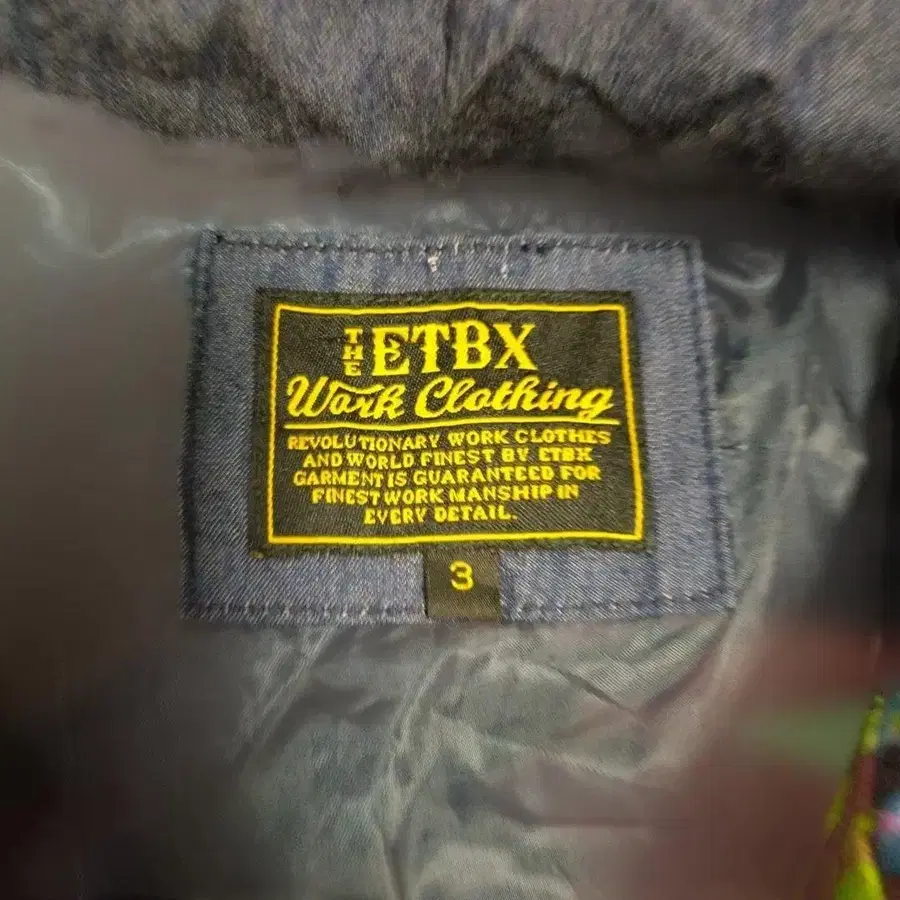 THE ETBX
Work Clothing
REVOLUTIONARY WORK CLOTHES
AND WORLD FINEST BY ETBX
GARMENT IS GUARANTEED FOR
FINEST WORK MANSHIP IN
EVERY DETAIL.
3